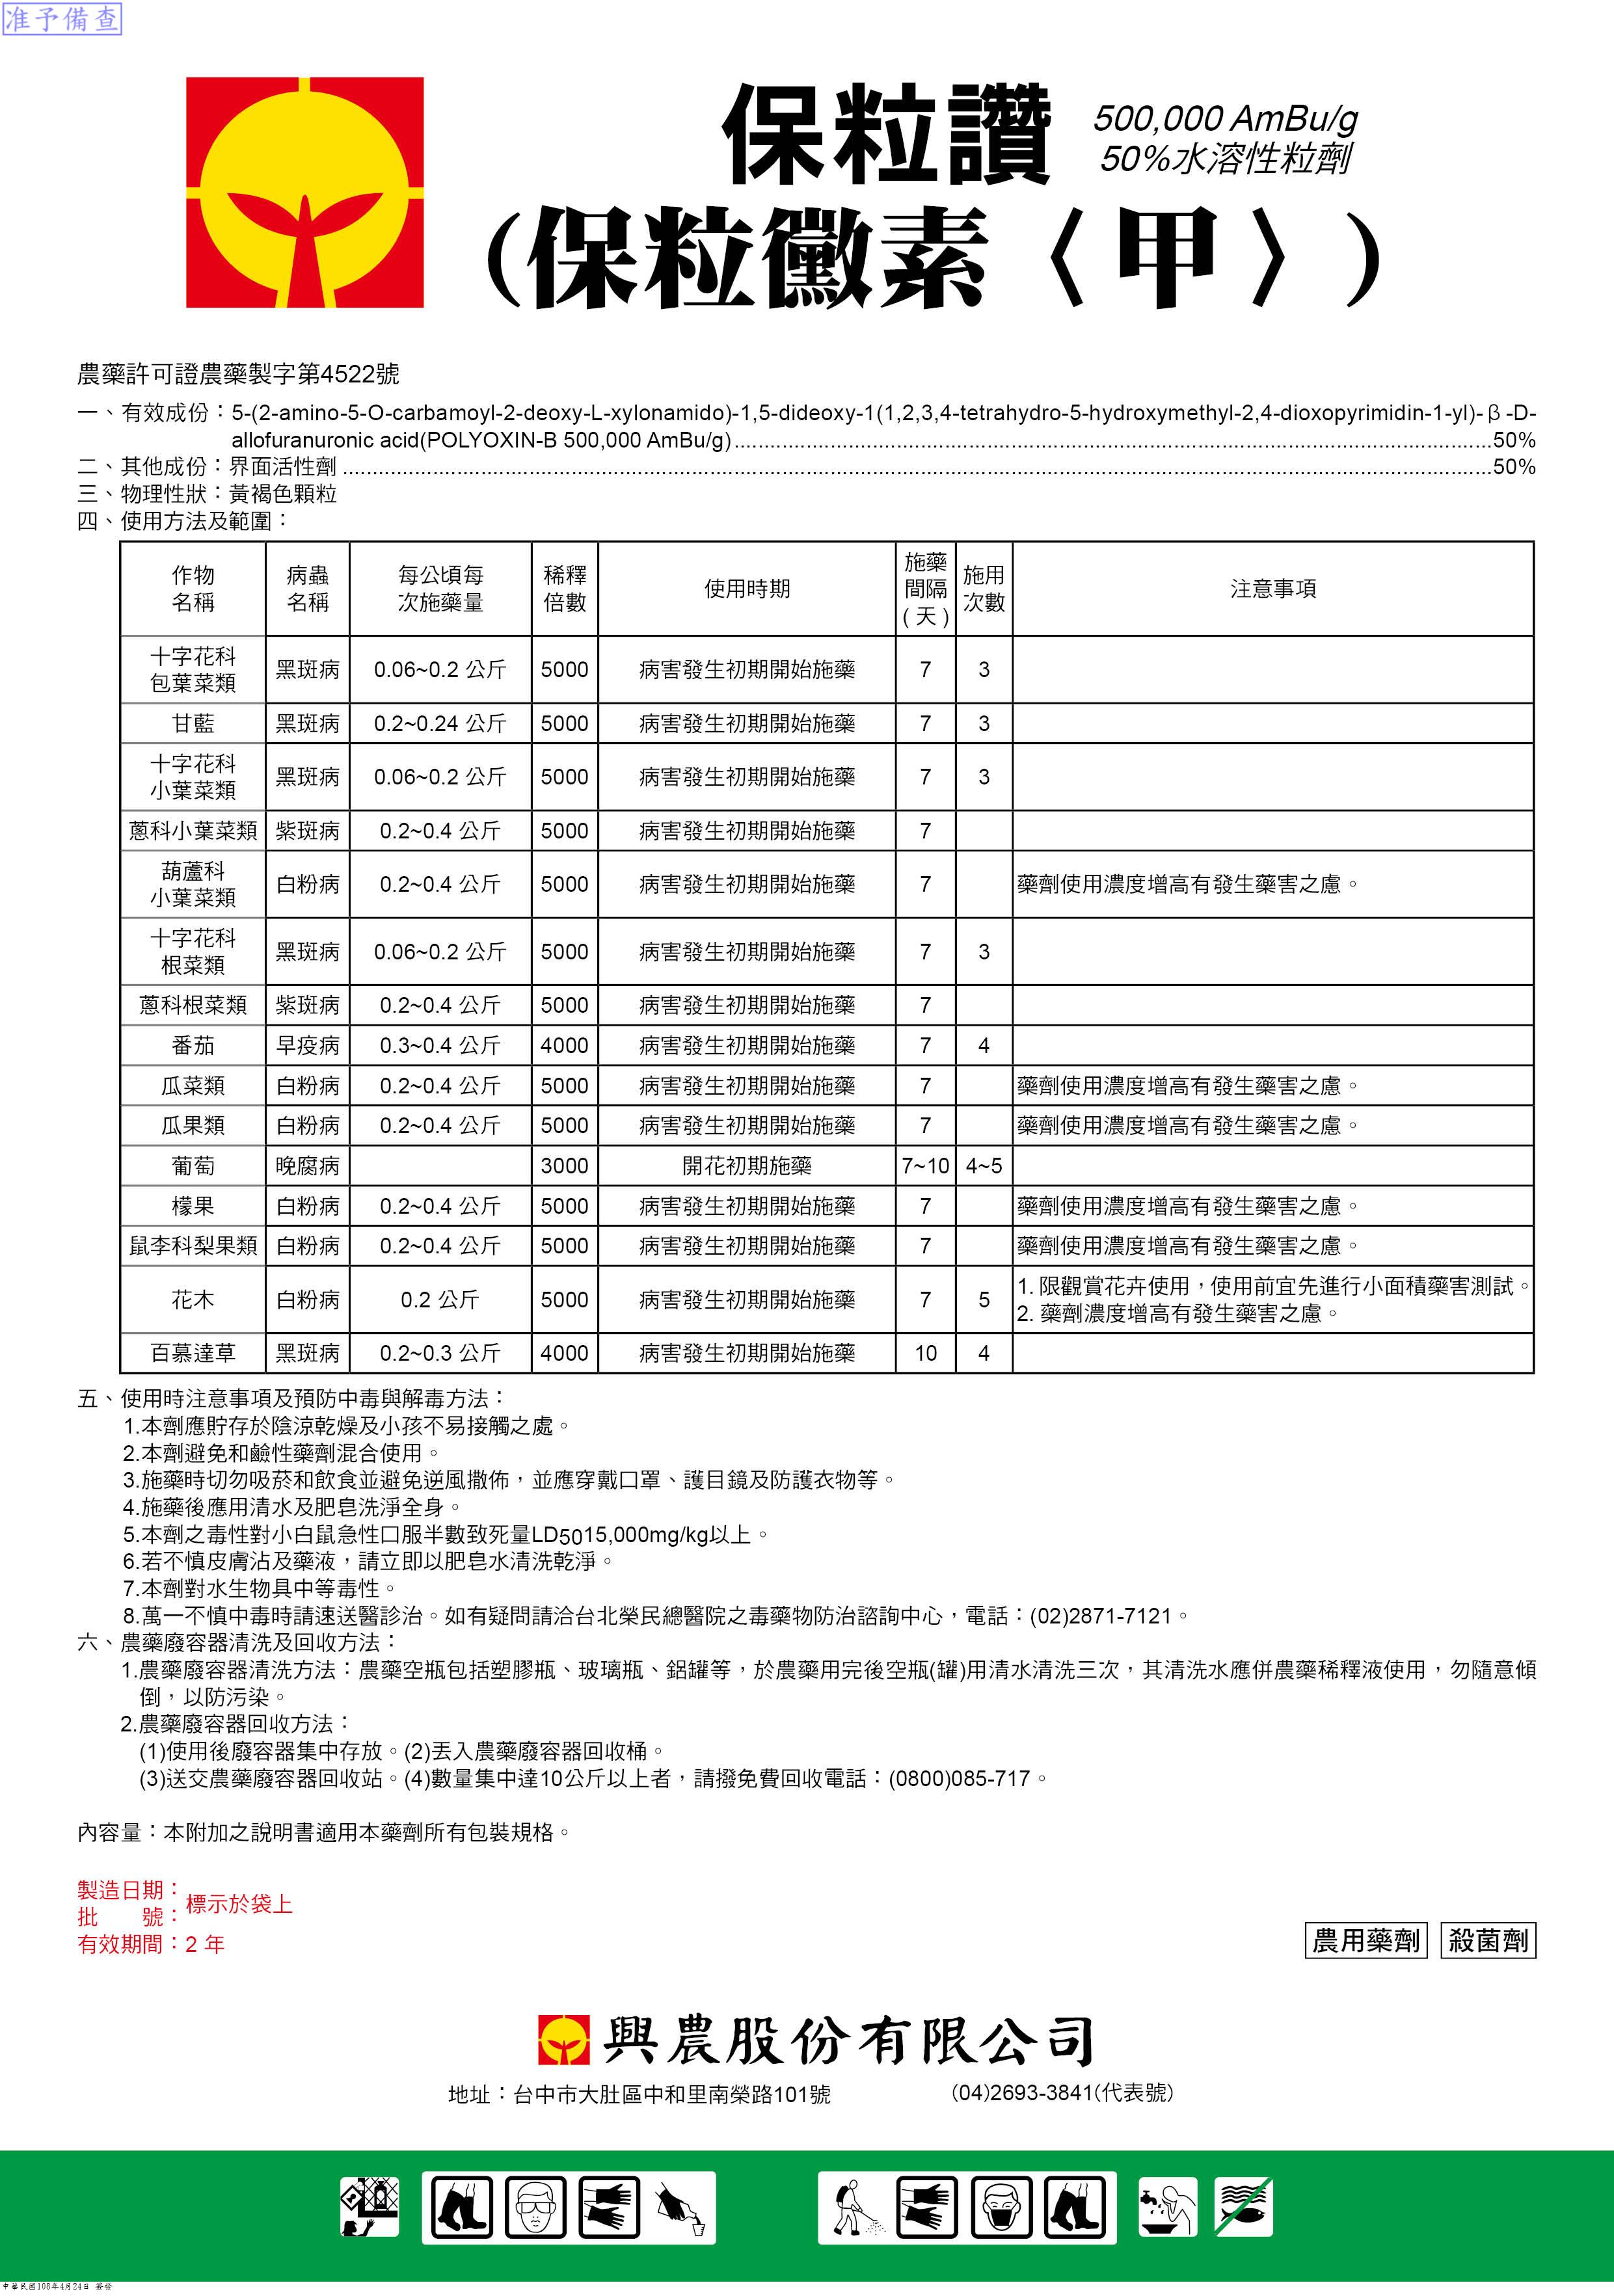 准予備查
保粒讚 500,000 AmBu/g
50%水溶性粒劑
(保粒黴素〈甲〉)
農藥許可證農藥製字第4522號
一、有效成份：5-(2-amino-5-O-carbamoyl-2-deoxy-L-xylonamido)-1,5-dideoxy-1(1,2,3,4-tetrahydro-5-hydroxymethyl-2,4-dioxopyrimidin-1-yl)-β-D-
allofuranuronic acid(POLYOXIN-B 500,000 AmBu/g)..........50%
二、其他成份：界面活性劑..........50%
三、物理性狀：黃褐色顆粒
四、使用方法及範圍：
作物名稱 病蟲名稱 每公頃每次施藥量 稀釋倍數 使用時期 施藥間隔(天) 施用次數 注意事項
十字花科包葉菜類 黑斑病 0.06~0.2 公斤 5000 病害發生初期開始施藥 7 3
甘藍 黑斑病 0.2~0.24 公斤 5000 病害發生初期開始施藥 7 3
十字花科小葉菜類 黑斑病 0.06~0.2 公斤 5000 病害發生初期開始施藥 7 3
蔥科小葉菜類 紫斑病 0.2~0.4 公斤 5000 病害發生初期開始施藥 7
葫蘆科小葉菜類 白粉病 0.2~0.4 公斤 5000 病害發生初期開始施藥 7 藥劑使用濃度增高有發生藥害之慮。
十字花科根菜類 黑斑病 0.06~0.2 公斤 5000 病害發生初期開始施藥 7 3
蔥科根菜類 紫斑病 0.2~0.4 公斤 5000 病害發生初期開始施藥 7
番茄 早疫病 0.3~0.4 公斤 4000 病害發生初期開始施藥 7 4
瓜菜類 白粉病 0.2~0.4 公斤 5000 病害發生初期開始施藥 7 藥劑使用濃度增高有發生藥害之慮。
瓜果類 白粉病 0.2~0.4 公斤 5000 病害發生初期開始施藥 7 藥劑使用濃度增高有發生藥害之慮。
葡萄 晚腐病 3000 開花初期施藥 7~10 4~5
檬果 白粉病 0.2~0.4 公斤 5000 病害發生初期開始施藥 7 藥劑使用濃度增高有發生藥害之慮。
鼠李科梨果類 白粉病 0.2~0.4 公斤 5000 病害發生初期開始施藥 7 藥劑使用濃度增高有發生藥害之慮。
花木 白粉病 0.2 公斤 5000 病害發生初期開始施藥 7 5 1. 限觀賞花卉使用，使用前宜先進行小面積藥害測試。
2. 藥劑濃度增高有發生藥害之慮。
百慕達草 黑斑病 0.2~0.3 公斤 4000 病害發生初期開始施藥 10 4
五、使用時注意事項及預防中毒與解毒方法：
1.本劑應貯存於陰涼乾燥及小孩不易接觸之處。
2.本劑避免和鹼性藥劑混合使用。
3.施藥時切勿吸菸和飲食並避免逆風撒佈，並應穿戴口罩、護目鏡及防護衣物等。
4.施藥後應用清水及肥皂洗淨全身。
5.本劑之毒性對小白鼠急性口服半數致死量LD5015,000mg/kg以上。
6.若不慎皮膚沾及藥液，請立即以肥皂水清洗乾淨。
7.本劑對水生物具中等毒性。
8.萬一不慎中毒時請速送醫診治。如有疑問請洽台北榮民總醫院之毒藥物防治諮詢中心，電話：(02)2871-7121。
六、農藥廢容器清洗及回收方法：
1.農藥廢容器清洗方法：農藥空瓶包括塑膠瓶、玻璃瓶、鋁罐等，於農藥用完後空瓶(罐)用清水清洗三次，其清洗水應併農藥稀釋液使用，勿隨意傾
倒，以防污染。
2.農藥廢容器回收方法：
(1)使用後廢容器集中存放。(2)丟入農藥廢容器回收桶。
(3)送交農藥廢容器回收站。(4)數量集中達10公斤以上者，請撥免費回收電話：(0800)085-717。
內容量：本附加之說明書適用本藥劑所有包裝規格。
製造日期：
批　　號：標示於袋上
有效期間：2 年
農用藥劑 殺菌劑
興農股份有限公司
地址：台中市大肚區中和里南榮路101號 (04)2693-3841(代表號)
中華民國108年4月24日 簽發